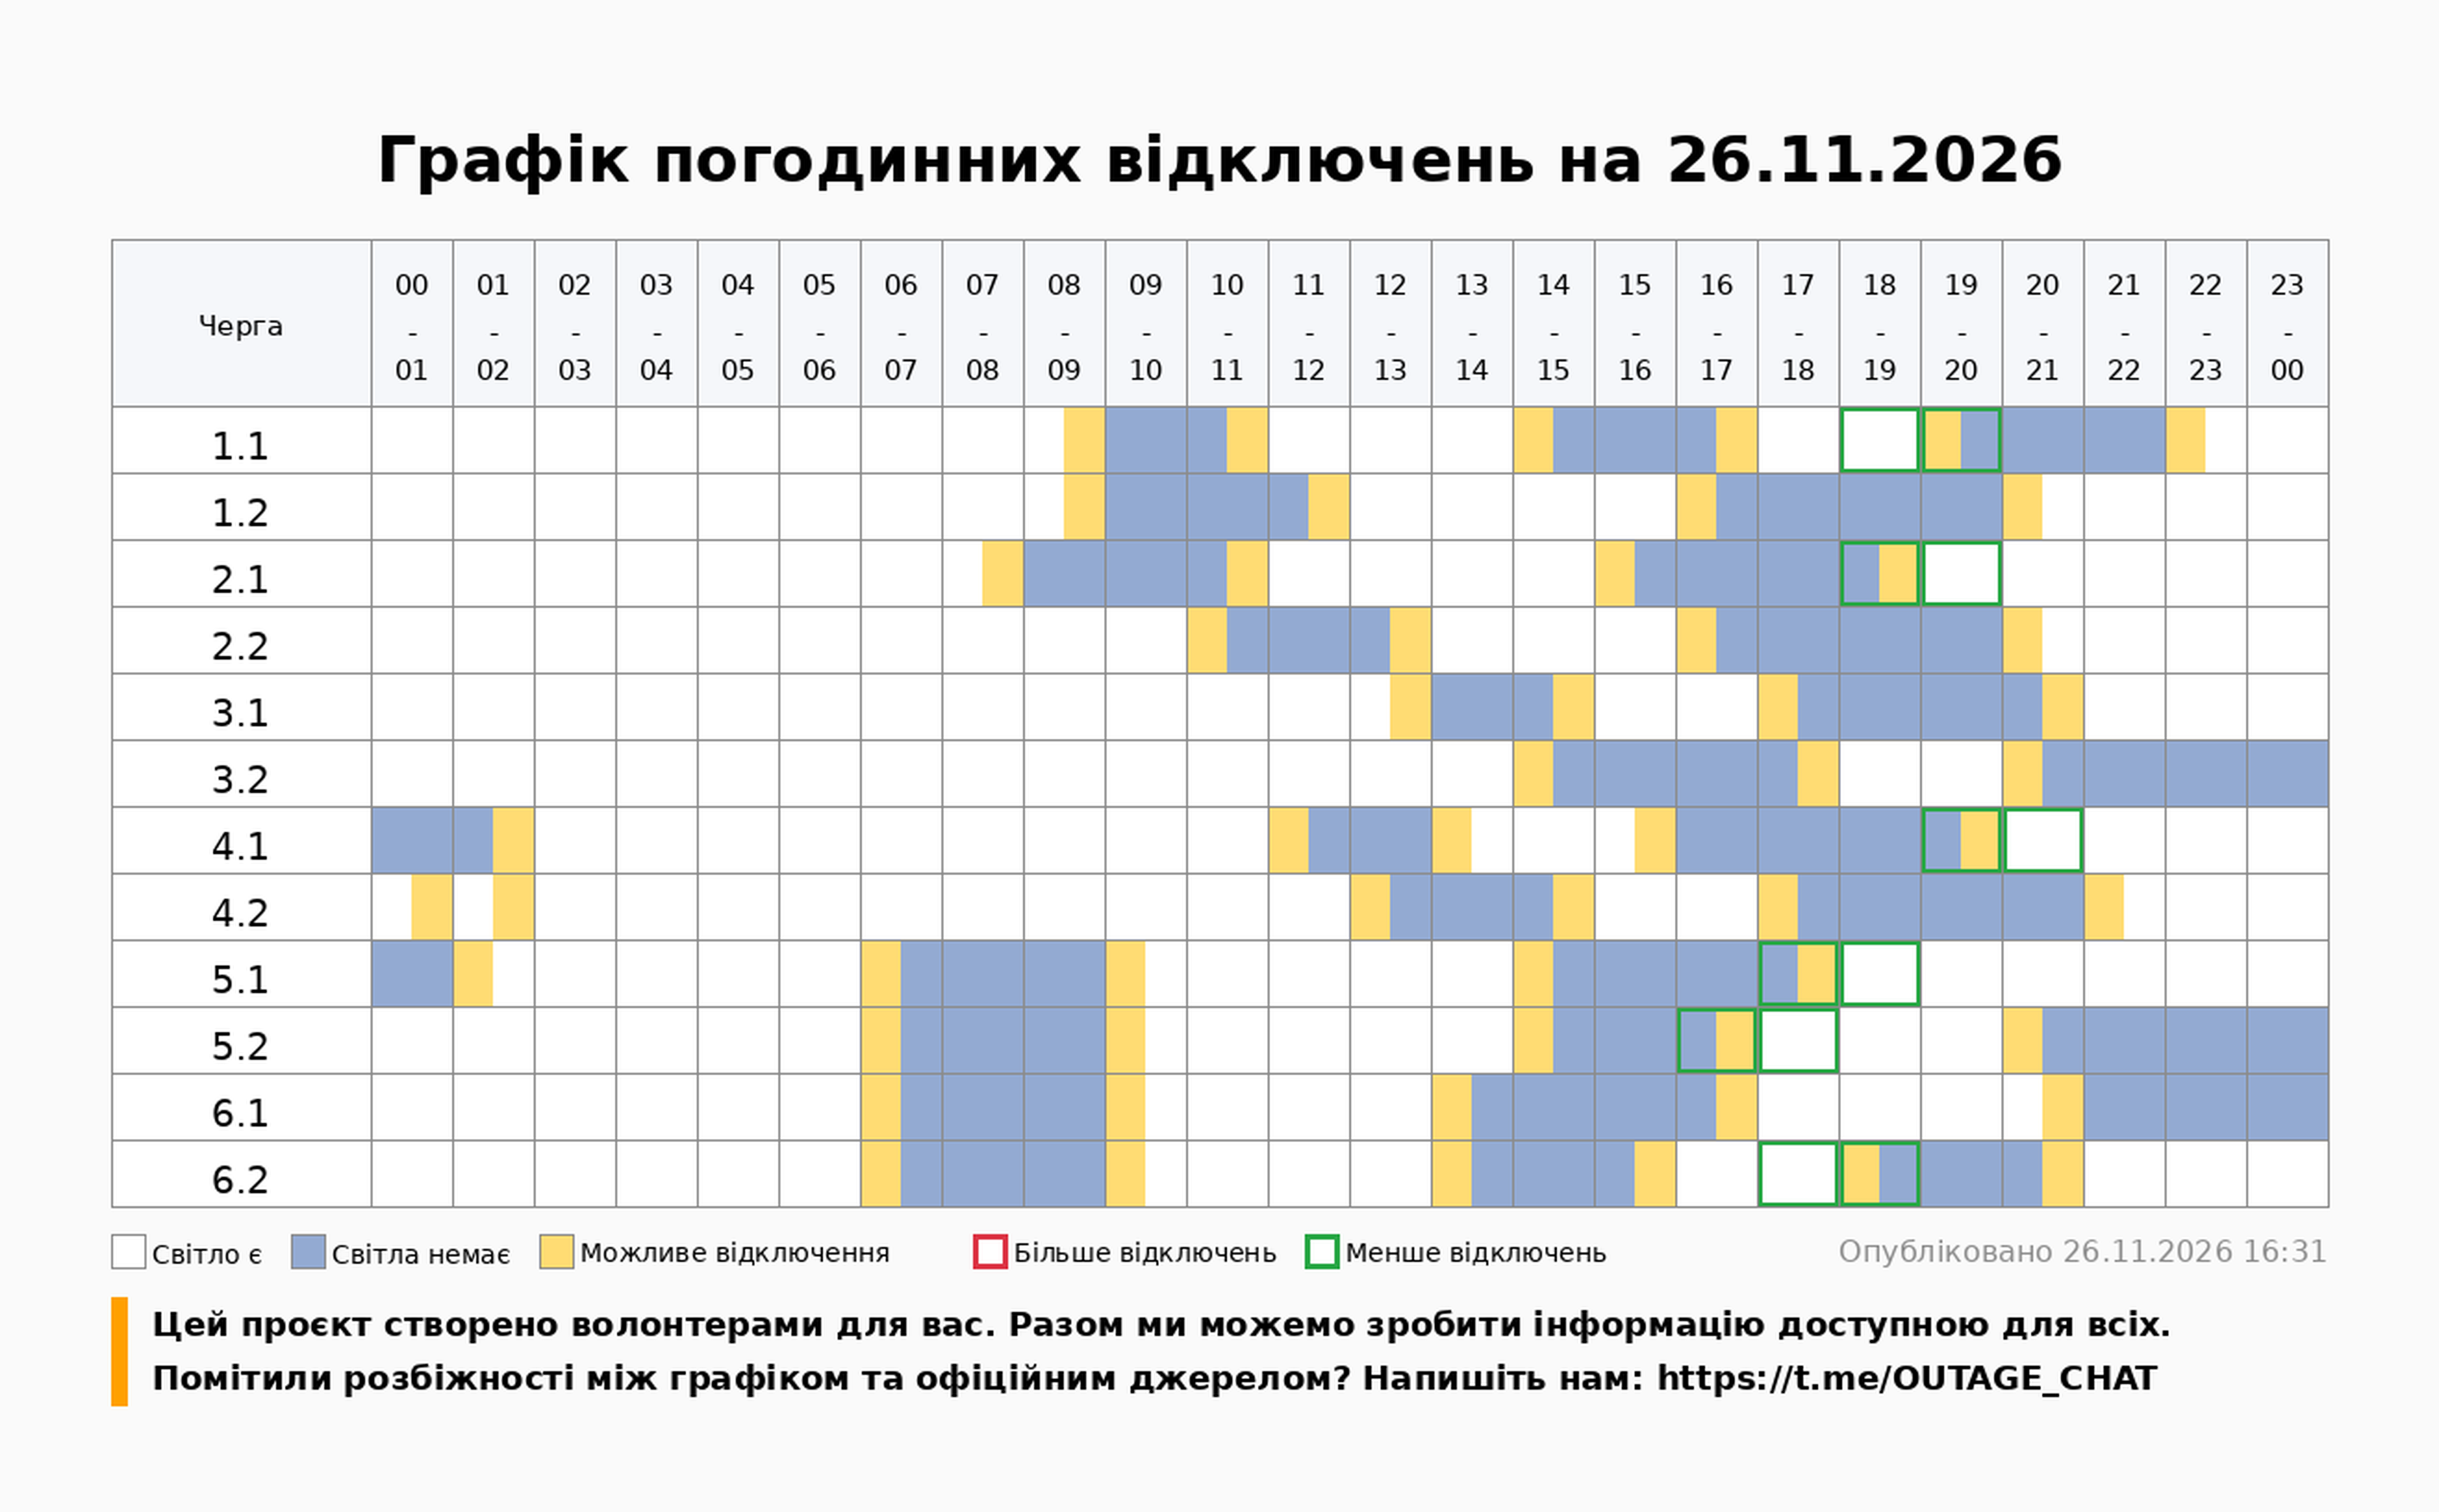 Графік погодинних відключень на 26.11.2026
Черга
00 - 01
01 - 02
02 - 03
03 - 04
04 - 05
05 - 06
06 - 07
07 - 08
08 - 09
09 - 10
10 - 11
11 - 12
12 - 13
13 - 14
14 - 15
15 - 16
16 - 17
17 - 18
18 - 19
19 - 20
20 - 21
21 - 22
22 - 23
23 - 00
1.1
1.2
2.1
2.2
3.1
3.2
4.1
4.2
5.1
5.2
6.1
6.2
Світло є
Світла немає
Можливе відключення
Більше відключень
Менше відключень
Опубліковано 26.11.2026 16:31
Цей проєкт створено волонтерами для вас. Разом ми можемо зробити інформацію доступною для всіх.
Помітили розбіжності між графіком та офіційним джерелом? Напишіть нам: https://t.me/OUTAGE_CHAT